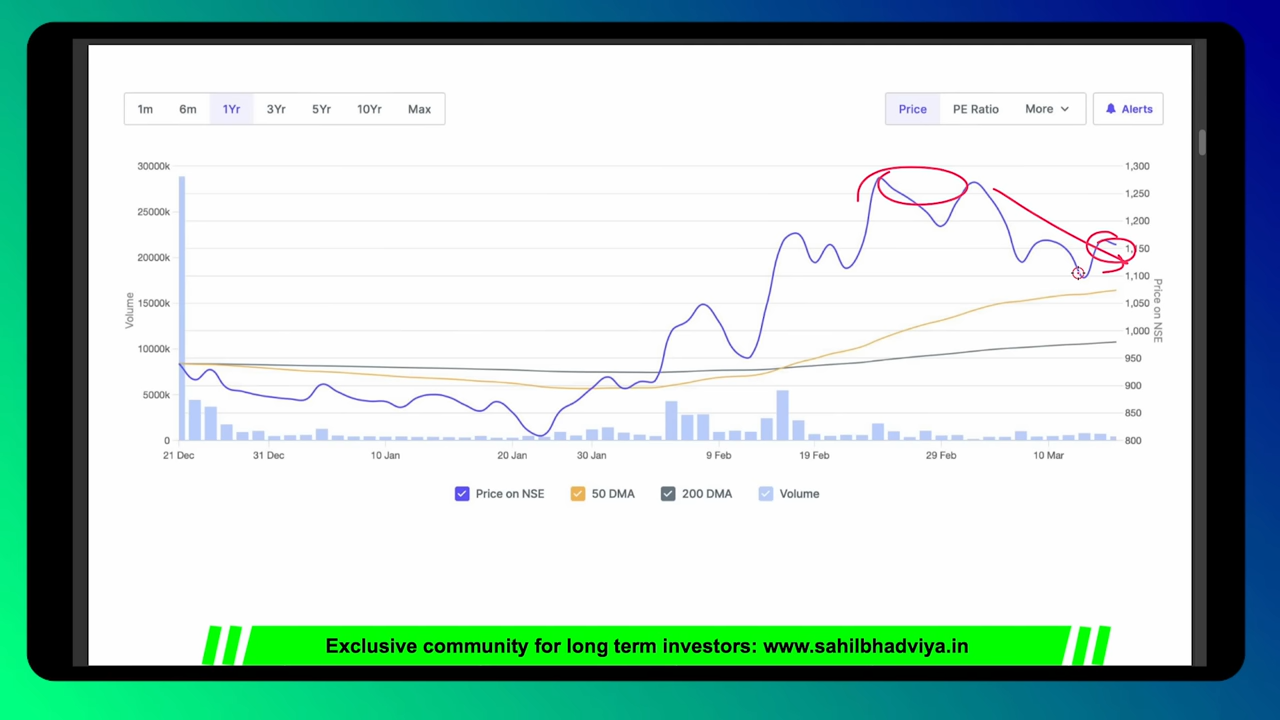 1m 6m 1Yr 3Yr 5Yr 10Yr Max Price PE Ratio More Alerts
30000k 1,300
1,250
25000k 1,200
20000k
1,100
15000k 1,050
1,000
10000k 950
900
5000k 850
0 800
Volume
Price on NSE
21 Dec 31 Dec 10 Jan 20 Jan 30 Jan 9 Feb 19 Feb 29 Feb 10 Mar
Price on NSE 50 DMA 200 DMA Volume
Exclusive community for long term investors: www.sahilbhadviya.in